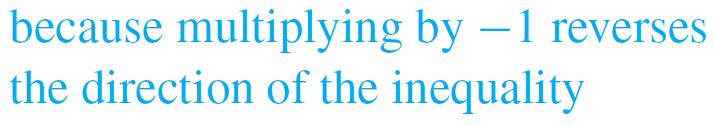 because multiplying by −1 reverses
the direction of the inequality